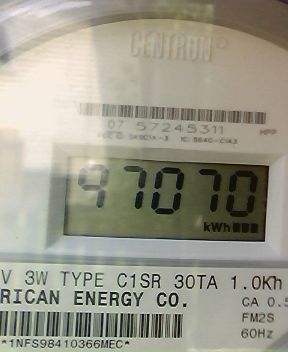 CENTRON®
07 57245311 HPP
97070
kWh
V 3W TYPE C1SR 30TA 1.0Kh
RICAN ENERGY CO. CA 0.5
FM2S
60Hz
*1NFS98410366MEC*